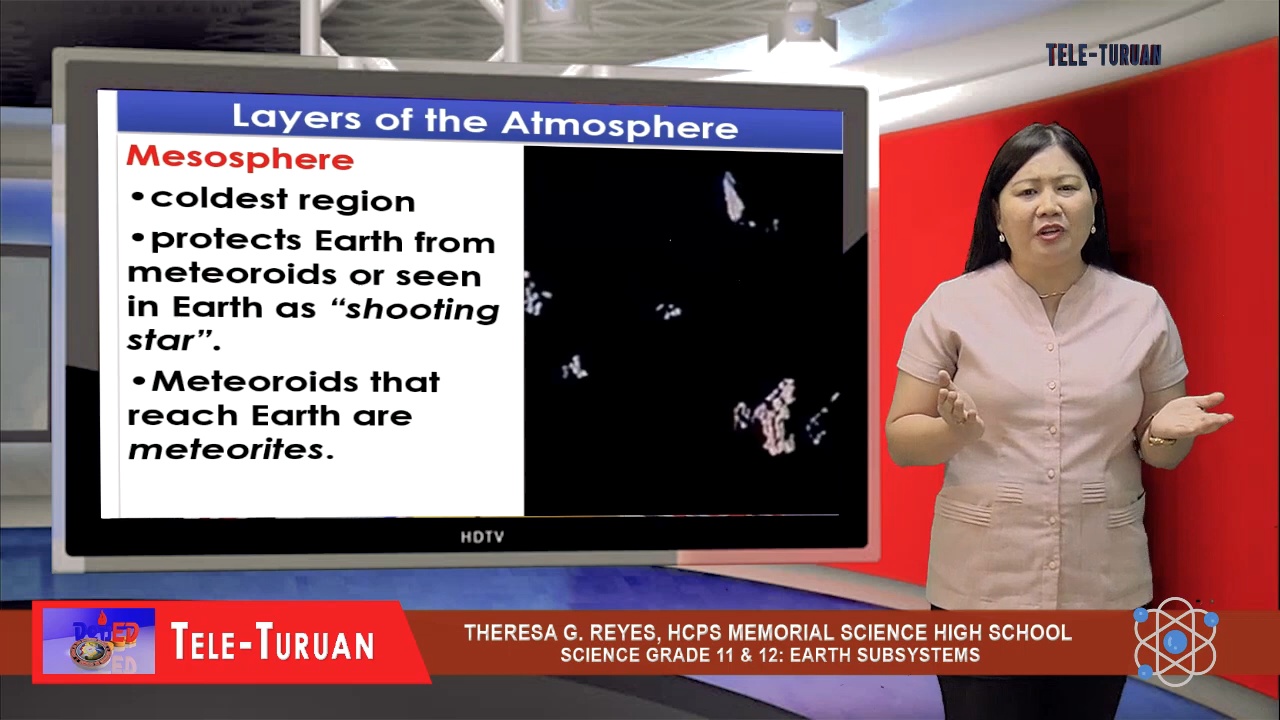 TELE-TURUAN
Layers of the Atmosphere
Mesosphere
•coldest region
•protects Earth from
meteoroids or seen
in Earth as “shooting
star”.
•Meteoroids that
reach Earth are
meteorites.
HDTV
DepED
TELE-TURUAN
THERESA G. REYES, HCPS MEMORIAL SCIENCE HIGH SCHOOL
SCIENCE GRADE 11 & 12: EARTH SUBSYSTEMS